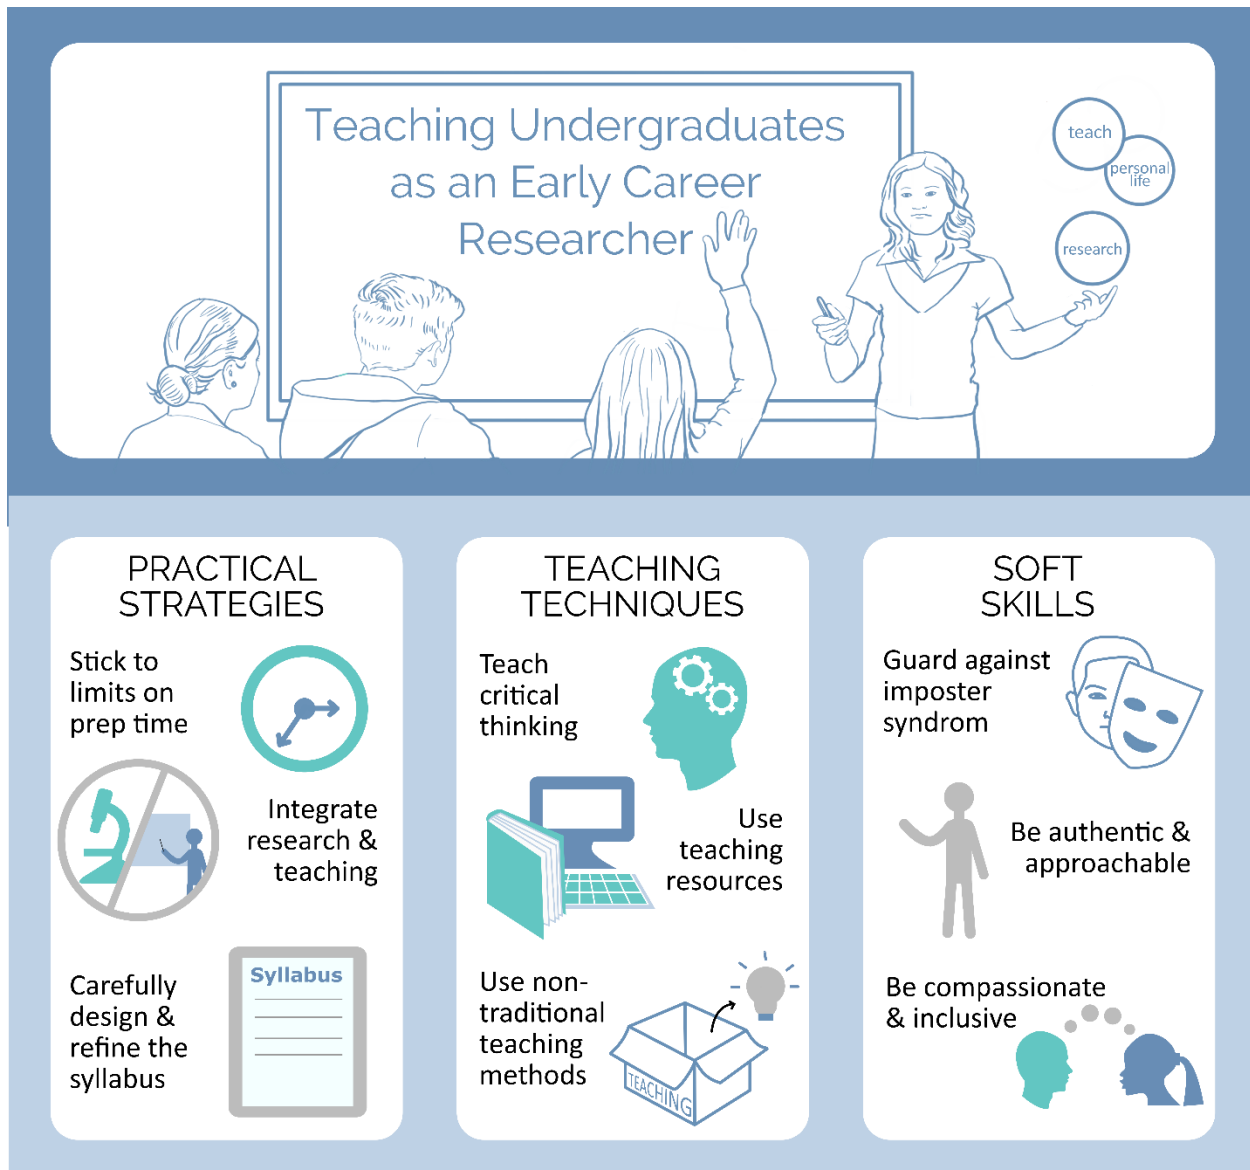 Teaching Undergraduates
as an Early Career
Researcher
teach
personal
life
research
PRACTICAL
STRATEGIES
Stick to
limits on
prep time
Integrate
research &
teaching
Carefully
design &
refine the
syllabus
Syllabus
TEACHING
TECHNIQUES
Teach
critical
thinking
Use
teaching
resources
Use non-
traditional
teaching
methods
TEACHING
SOFT
SKILLS
Guard against
imposter
syndrom
Be authentic &
approachable
Be compassionate
& inclusive